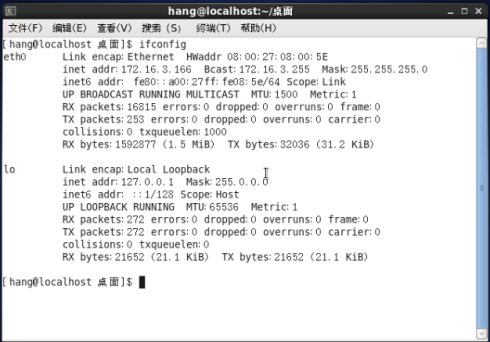 hang@localhost:~/桌面
文件(F) 编辑(E) 查看(V) 搜索 (S) 终端(T) 帮助(H)
[hang@localhost 桌面]$ ifconfig
eth0 Link encap:Ethernet HWaddr 08:00:27:08:00:5E
inet addr:172.16.3.166 Bcast:172.16.3.255 Mask:255.255.255.0
inet6 addr: fe80::a00:27ff:fe08:5e/64 Scope:Link
UP BROADCAST RUNNING MULTICAST MTU:1500 Metric:1
RX packets:16815 errors:0 dropped:0 overruns:0 frame:0
TX packets:253 errors:0 dropped:0 overruns:0 carrier:0
collisions:0 txqueuelen:1000
RX bytes:1592877 (1.5 MiB) TX bytes:32036 (31.2 KiB)
lo Link encap:Local Loopback
inet addr:127.0.0.1 Mask:255.0.0.0
inet6 addr: ::1/128 Scope:Host
UP LOOPBACK RUNNING MTU:65536 Metric:1
RX packets:272 errors:0 dropped:0 overruns:0 frame:0
TX packets:272 errors:0 dropped:0 overruns:0 carrier:0
collisions:0 txqueuelen:0
RX bytes:21652 (21.1 KiB) TX bytes:21652 (21.1 KiB)
[hang@localhost 桌面]$